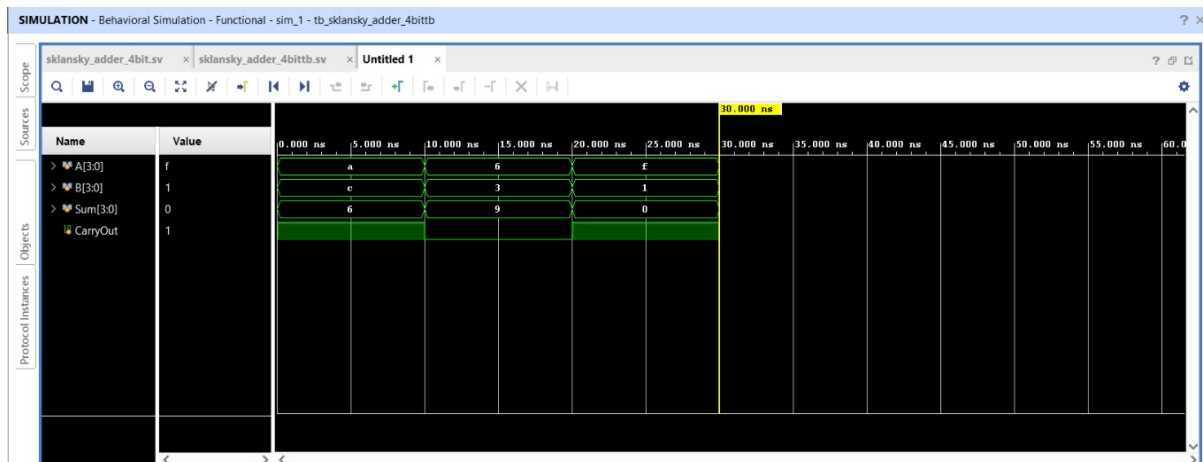 SIMULATION - Behavioral Simulation - Functional - sim_1 - tb_sklansky_adder_4bittb
sklansky_adder_4bit.sv × sklansky_adder_4bittb.sv × Untitled 1 ×
Scope
Sources
Objects
Protocol Instances
30.000 ns
Name Value 0.000 ns 5.000 ns 10.000 ns 15.000 ns 20.000 ns 25.000 ns 30.000 ns 35.000 ns 40.000 ns 45.000 ns 50.000 ns 55.000 ns 60.0
A[3:0] f a 6 f
B[3:0] 1 c 3 1
Sum[3:0] 0 6 9 0
CarryOut 1